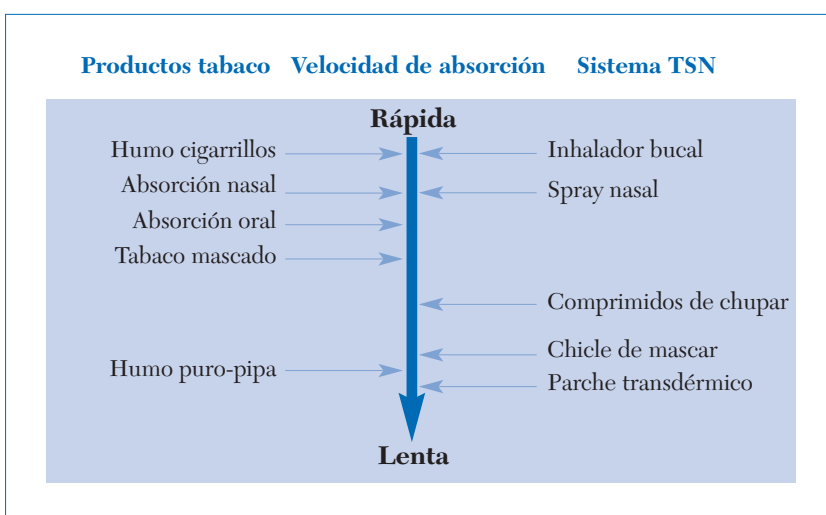 Productos tabaco Velocidad de absorción Sistema TSN
Rápida
Humo cigarrillos Inhalador bucal
Absorción nasal Spray nasal
Absorción oral
Tabaco mascado
Comprimidos de chupar
Chicle de mascar
Humo puro-pipa
Parche transdérmico
Lenta